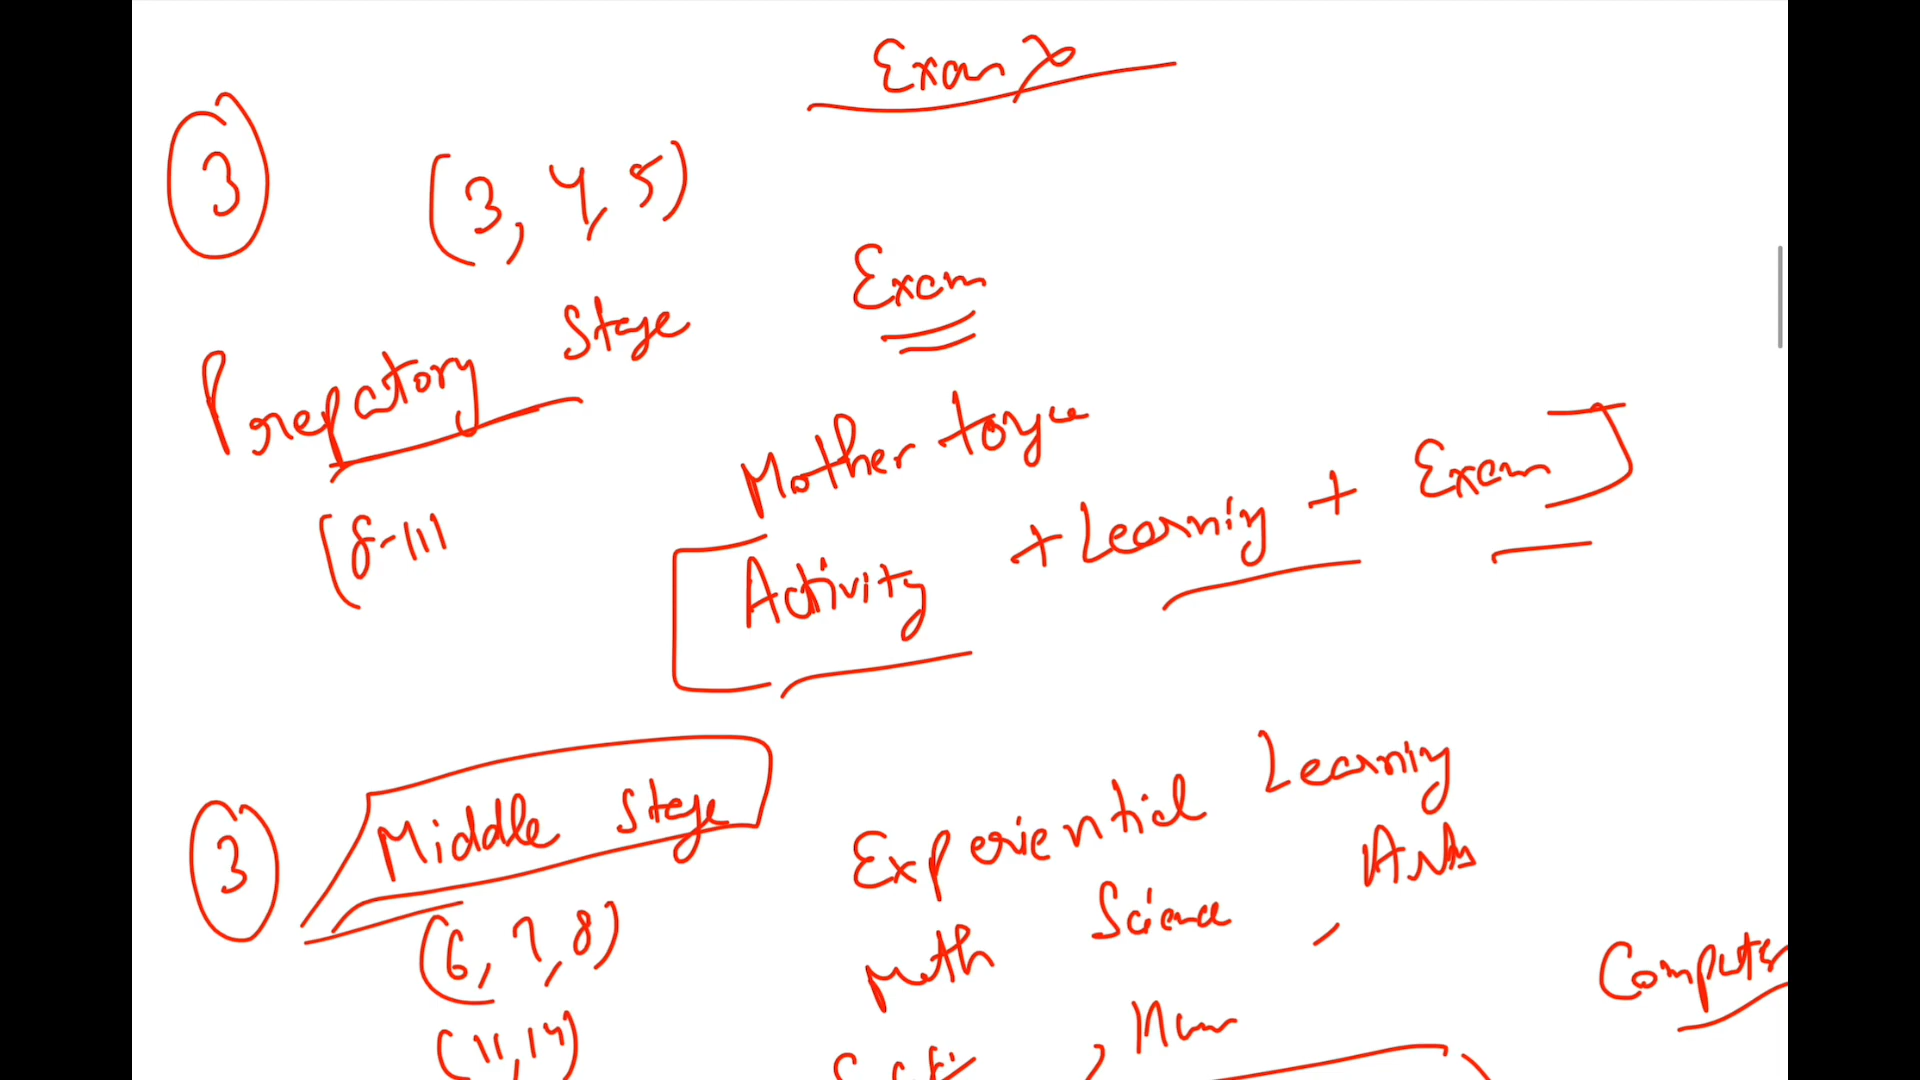 Exam
3 (3, 4, 5)
Exam
Prepatory Stage
Mother tongue
[8-11]
[Activity + Learning + Exam]
3 Middle Stage
Experiential Learning
(6, 7, 8)
Math Science, Arts
Computer
(11, 14)